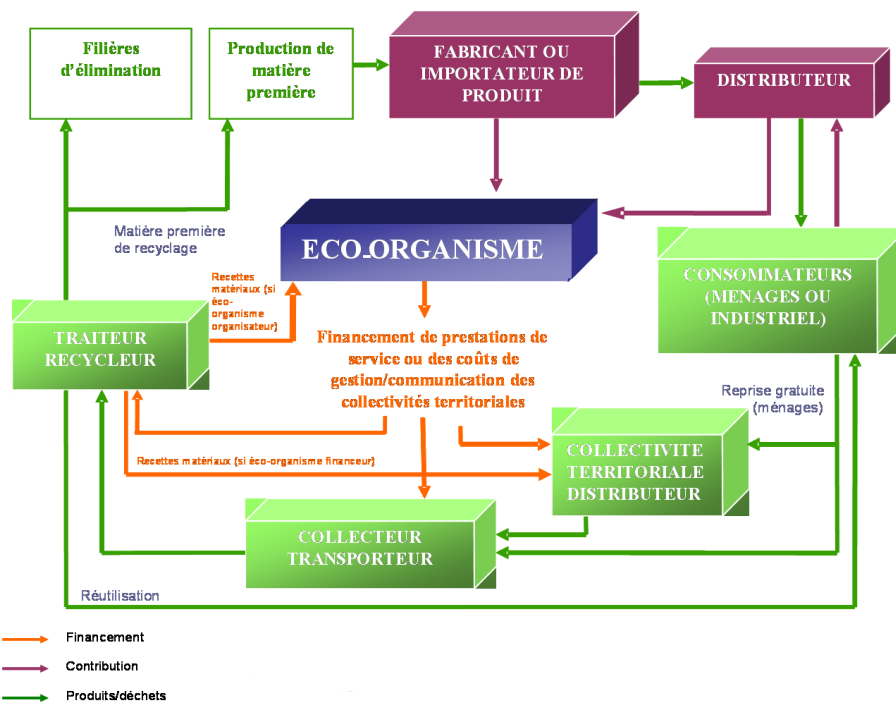 Filières
d'élimination
Production de
matière
première
FABRICANT OU
IMPORTATEUR DE
PRODUIT
DISTRIBUTEUR
Matière première
de recyclage
ECO-ORGANISME
CONSOMMATEURS
(MENAGES OU
INDUSTRIEL)
Recettes
matériaux (si
éco-
organisme
organisateur)
TRAITEUR
RECYCLEUR
Financement de prestations de
service ou des coûts de
gestion/communication des
collectivités territoriales
Reprise gratuite
(ménages)
Recettes matériaux (si éco-organisme financeur)
COLLECTIVITE
TERRITORIALE
DISTRIBUTEUR
COLLECTEUR
TRANSPORTEUR
Réutilisation
Financement
Contribution
Produits/déchets